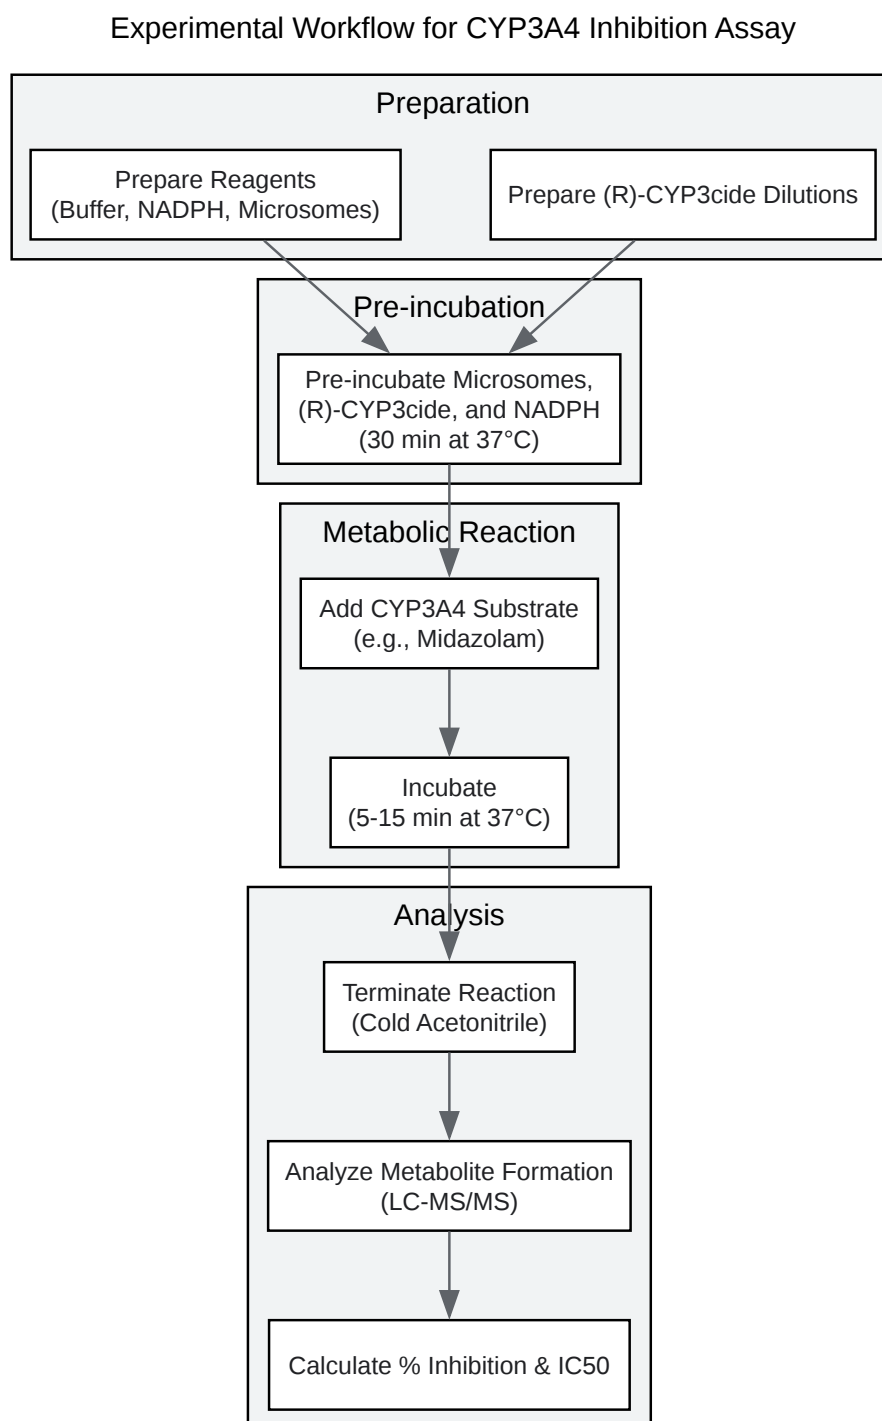 Experimental Workflow for CYP3A4 Inhibition Assay
Preparation
Prepare Reagents
(Buffer, NADPH, Microsomes)
Prepare (R)-CYP3cide Dilutions
Pre-incubation
Pre-incubate Microsomes,
(R)-CYP3cide, and NADPH
(30 min at 37°C)
Metabolic Reaction
Add CYP3A4 Substrate
(e.g., Midazolam)
Incubate
(5-15 min at 37°C)
Analysis
Terminate Reaction
(Cold Acetonitrile)
Analyze Metabolite Formation
(LC-MS/MS)
Calculate % Inhibition & IC50